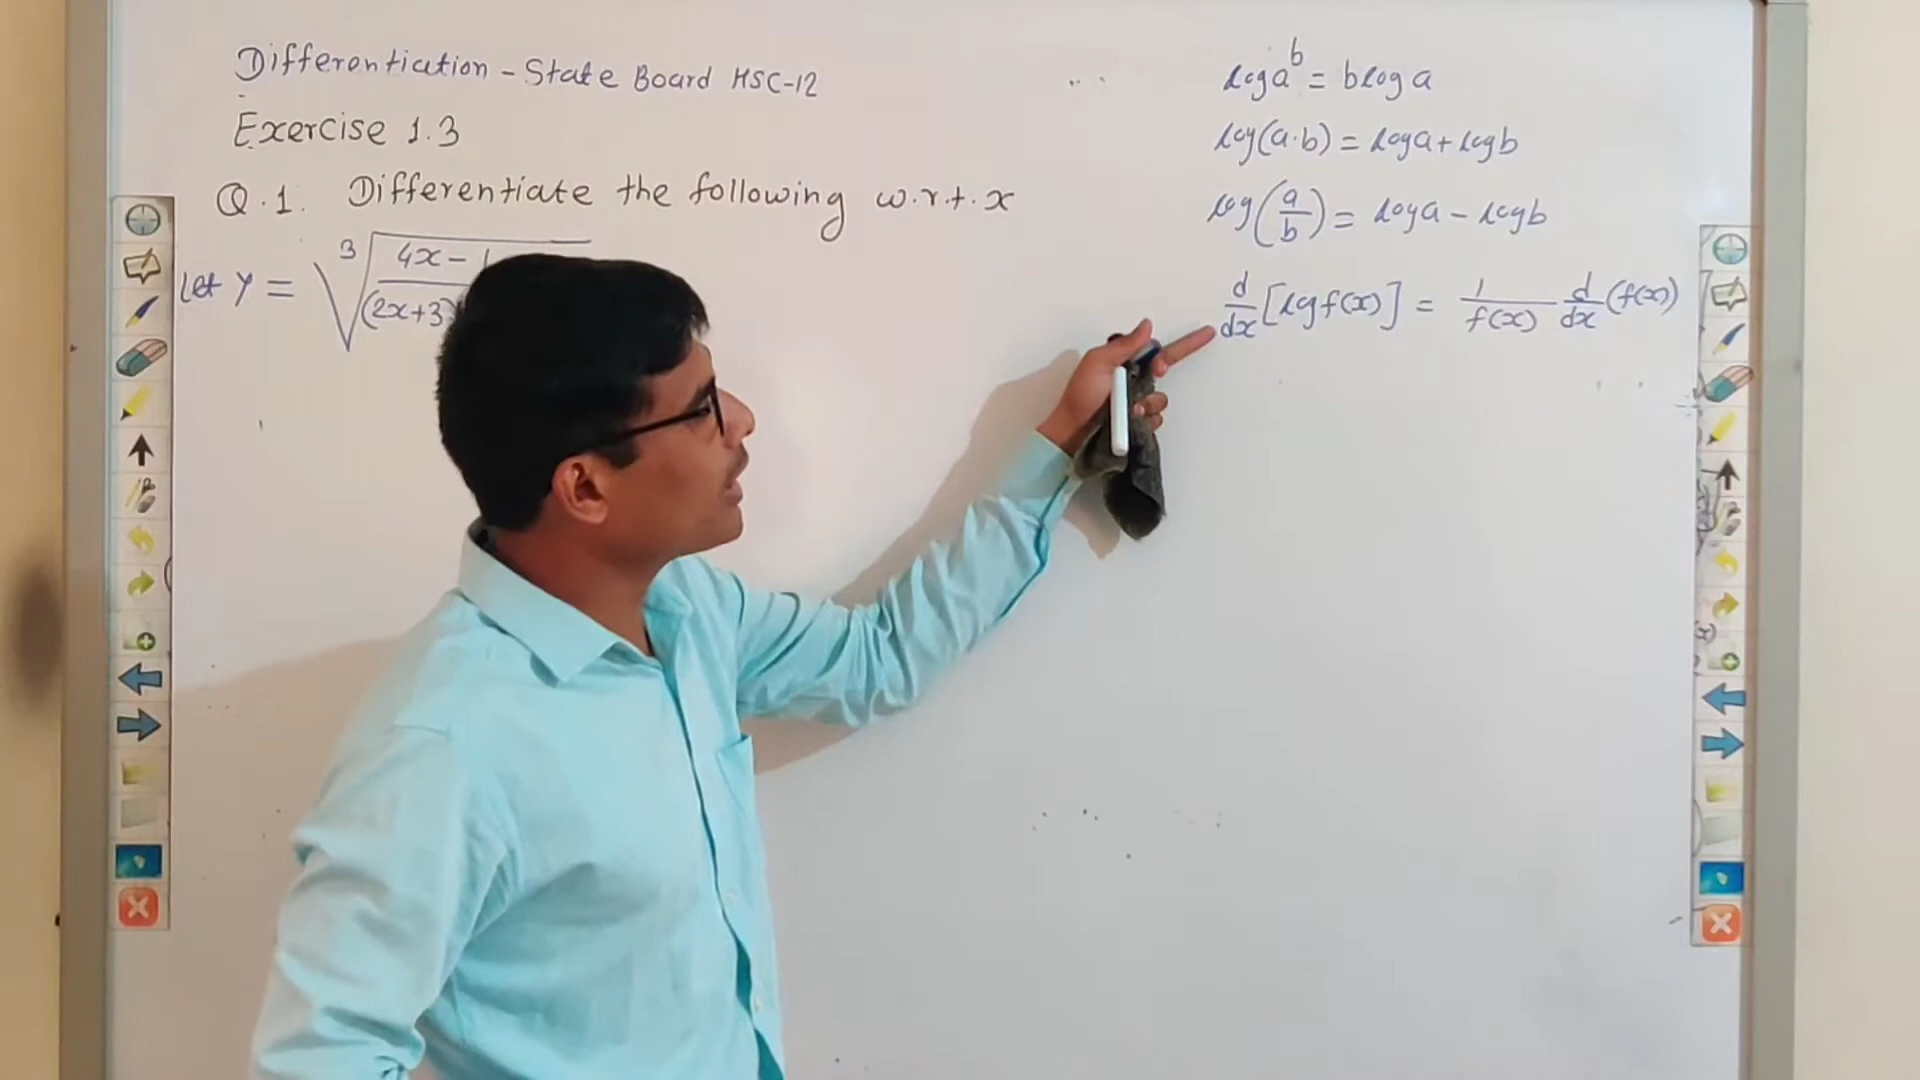 Differentiation - State Board HSC-12
Exercise 1.3
Q.1. Differentiate the following w.r.t. x
Let y = ∛ 4x - 1 / (2x+3)
log a^b = b log a
log(a·b) = log a + log b
log(a/b) = log a - log b
d/dx [log f(x)] = 1/f(x) d/dx (f(x))